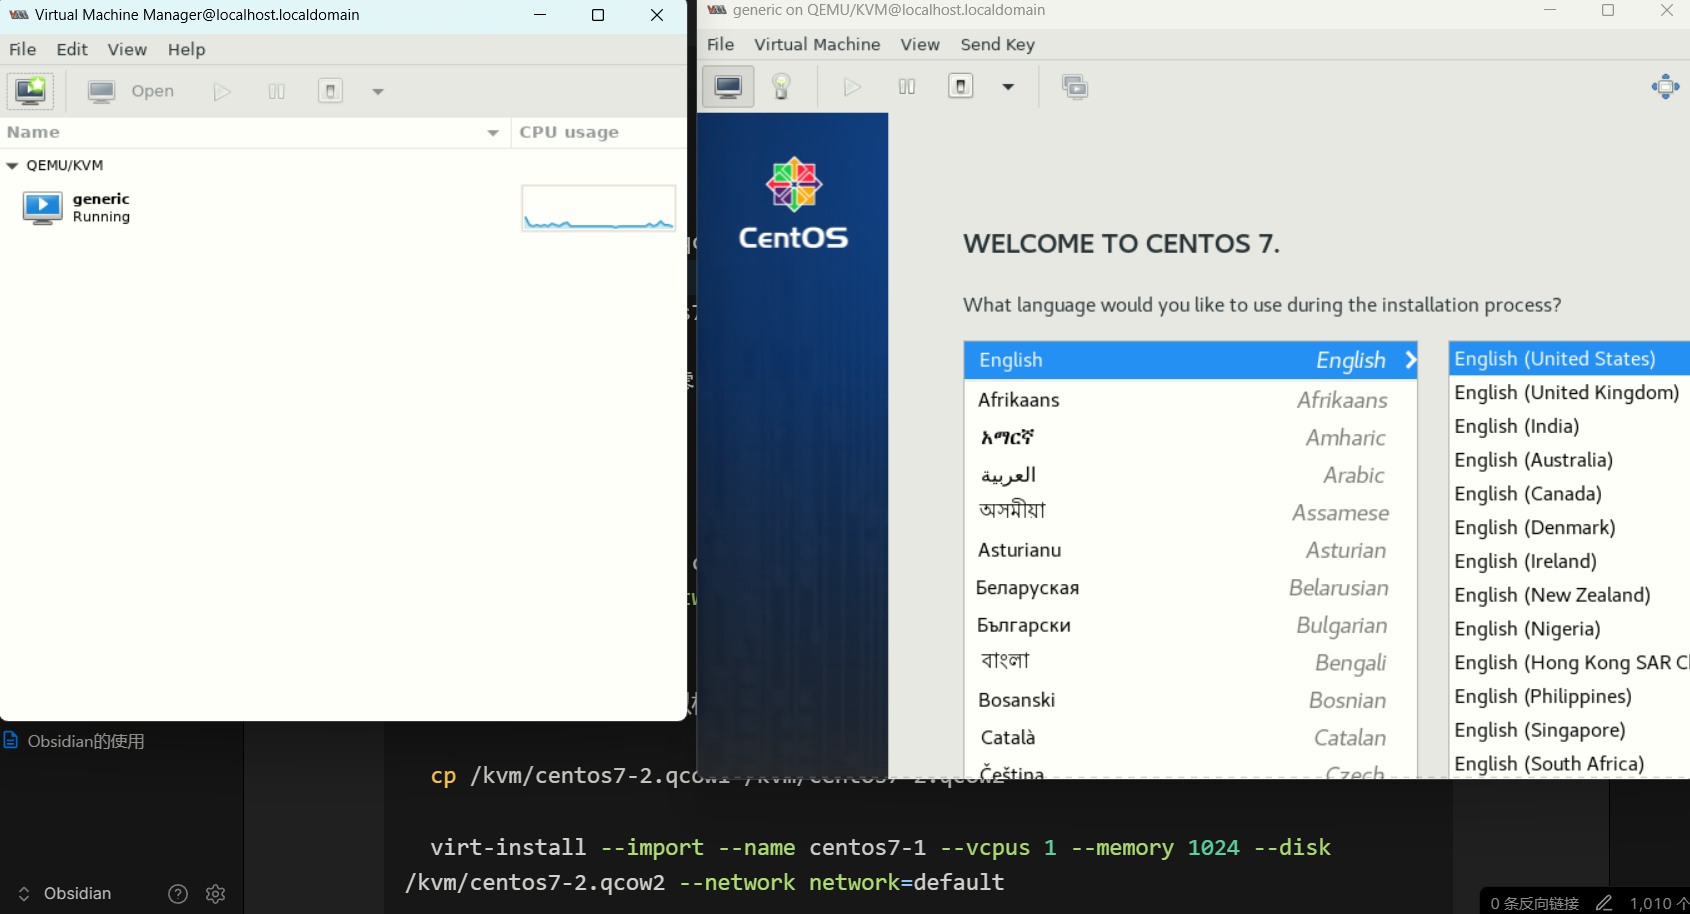 Virtual Machine Manager@localhost.localdomain
File Edit View Help
Open
Name CPU usage
QEMU/KVM
generic
Running
generic on QEMU/KVM@localhost.localdomain
File Virtual Machine View Send Key
CentOS
WELCOME TO CENTOS 7.
What language would you like to use during the installation process?
English English
Afrikaans Afrikaans
አማርኛ Amharic
العربية Arabic
অসমীয়া Assamese
Asturianu Asturian
Беларуская Belarusian
Български Bulgarian
বাংলা Bengali
Bosanski Bosnian
Català Catalan
Čeština Czech
English (United States)
English (United Kingdom)
English (India)
English (Australia)
English (Canada)
English (Denmark)
English (Ireland)
English (New Zealand)
English (Nigeria)
English (Hong Kong SAR
English (Philippines)
English (Singapore)
English (South Africa)
Obsidian的使用
cp /kvm/centos7-2.qcow2
virt-install --import --name centos7-1 --vcpus 1 --memory 1024 --disk
/kvm/centos7-2.qcow2 --network network=default
Obsidian
0 条反向链接 1,010 个